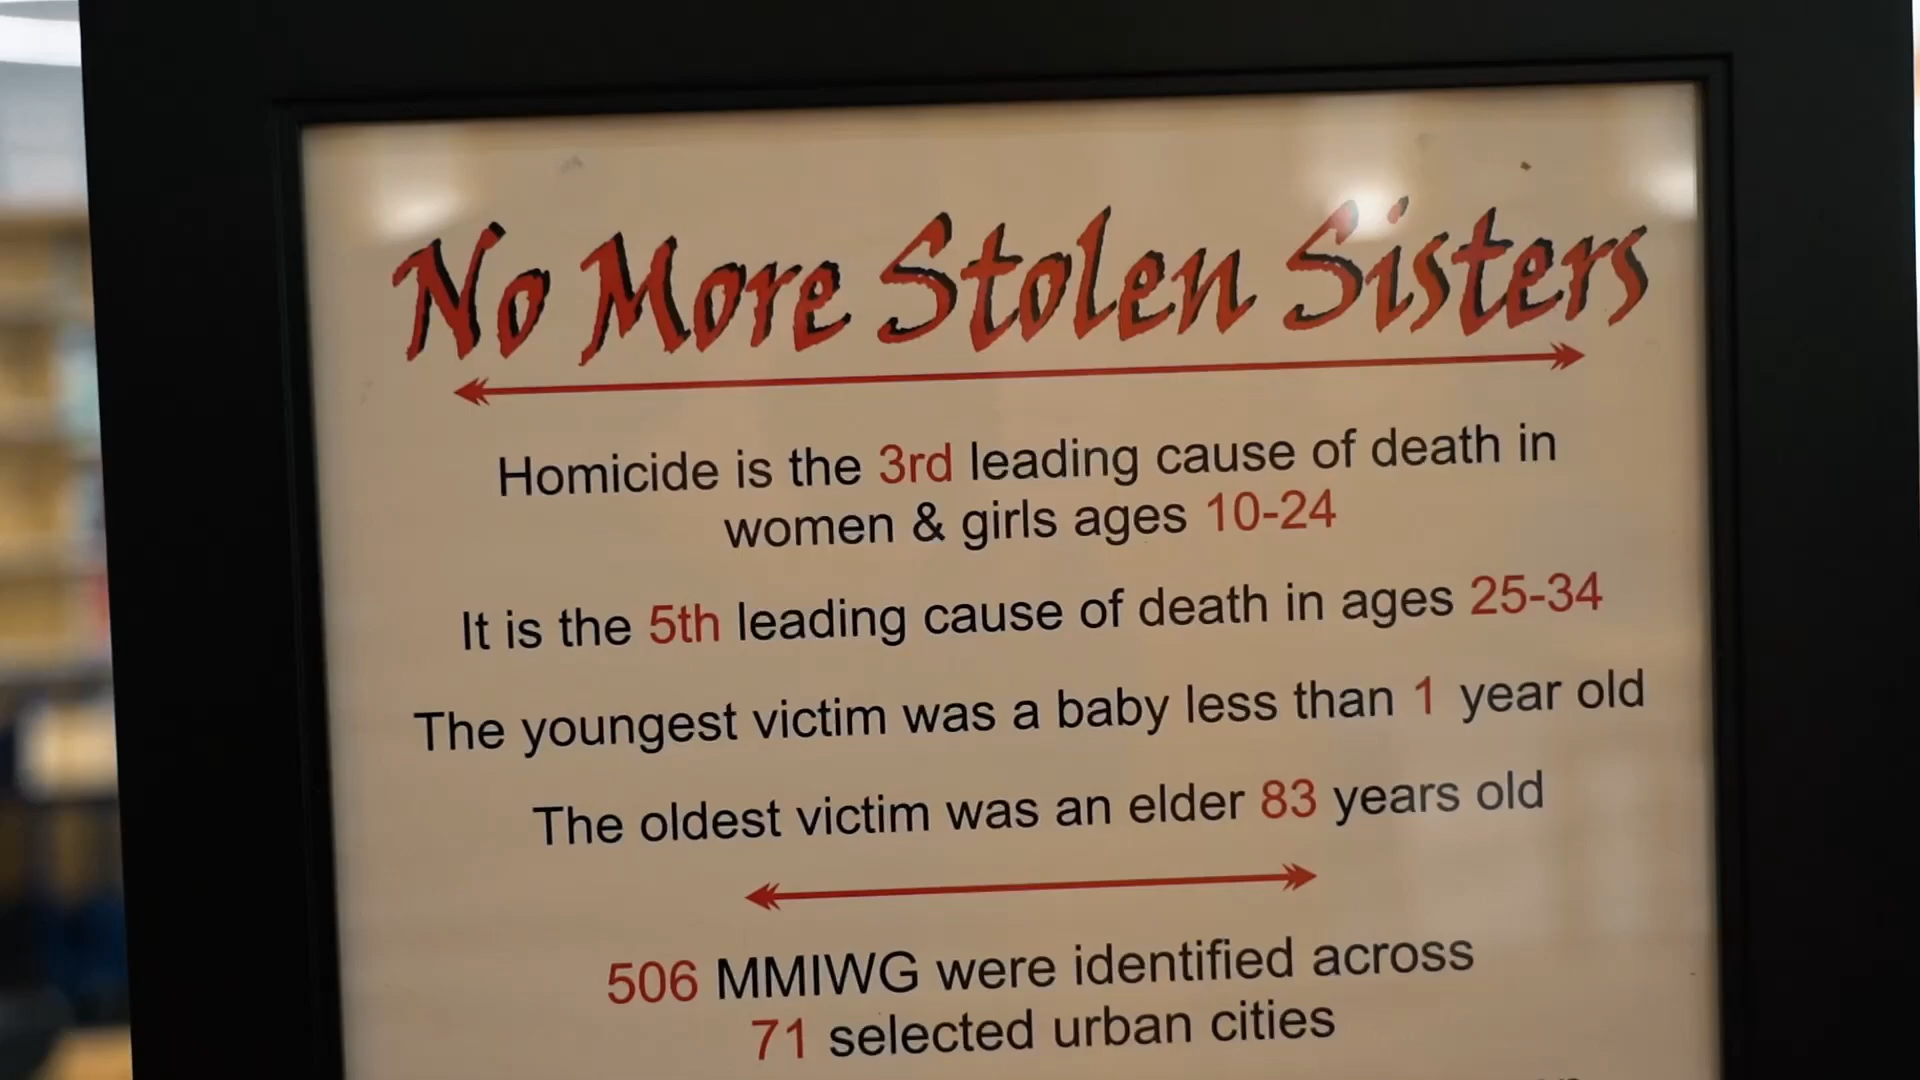 No More Stolen Sisters
Homicide is the 3rd leading cause of death in
women & girls ages 10-24
It is the 5th leading cause of death in ages 25-34
The youngest victim was a baby less than 1 year old
The oldest victim was an elder 83 years old
506 MMIWG were identified across
71 selected urban cities